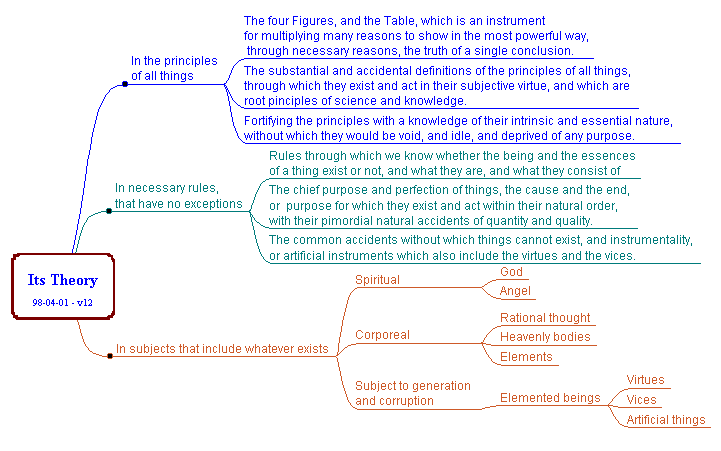 The four Figures, and the Table, which is an instrument
for multiplying many reasons to show in the most powerful way,
through necessary reasons, the truth of a single conclusion.
In the principles
of all things
The substantial and accidental definitions of the principles of all things,
through which they exist and act in their subjective virtue, and which are
root pinciples of science and knowledge.
Fortifying the principles with a knowledge of their intrinsic and essential nature,
without which they would be void, and idle, and deprived of any purpose.
Rules through which we know whether the being and the essences
of a thing exist or not, and what they are, and what they consist of
In necessary rules,
that have no exceptions
The chief purpose and perfection of things, the cause and the end,
or purpose for which they exist and act within their natural order,
with their pimordial natural accidents of quantity and quality.
The common accidents without which things cannot exist, and instrumentality,
or artificial instruments which also include the virtues and the vices.
Its Theory
98-04-01 - v12
In subjects that include whatever exists
Spiritual
God
Angel
Corporeal
Rational thought
Heavenly bodies
Elements
Subject to generation
and corruption
Elemented beings
Virtues
Vices
Artificial things